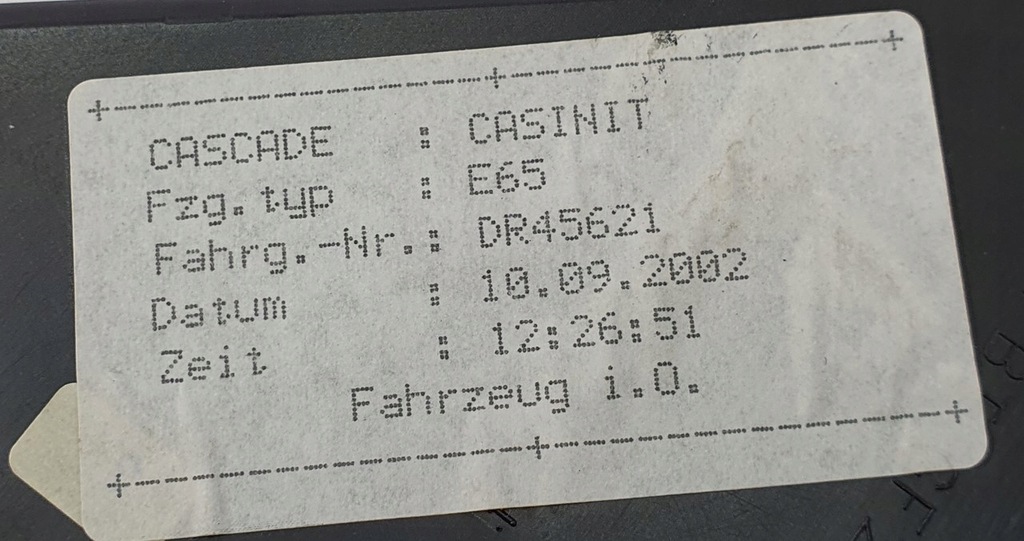 CASCADE : CASINIT
Fzg.typ : E65
Fahrg.-Nr.: DR45621
Datum : 10.09.2002
Zeit : 12:26:51
Fahrzeug i.O.